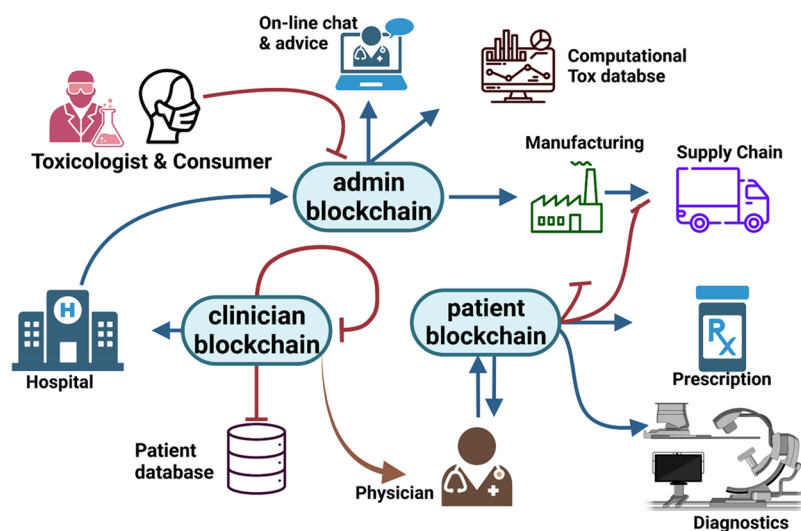 On-line chat
& advice
Computational
Tox databse
Toxicologist & Consumer
Manufacturing
Supply Chain
admin
blockchain
H
Hospital
clinician
blockchain
patient
blockchain
Rx
Prescription
Patient
database
Physician
Diagnostics